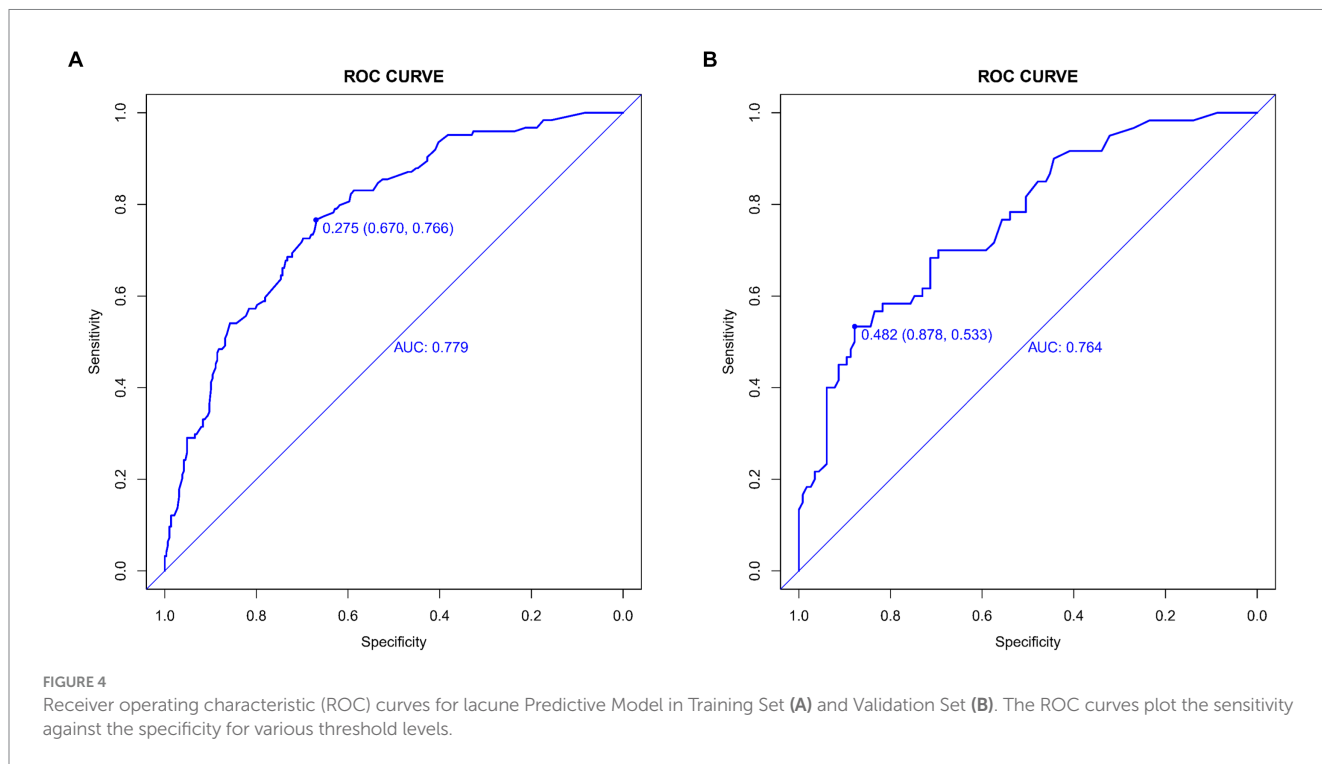 A
ROC CURVE
1.0
0.8
0.6
0.4
0.2
0.0
Sensitivity
0.275 (0.670, 0.766)
AUC: 0.779
1.0 0.8 0.6 0.4 0.2 0.0
Specificity
B
ROC CURVE
1.0
0.8
0.6
0.4
0.2
0.0
Sensitivity
0.482 (0.878, 0.533)
AUC: 0.764
1.0 0.8 0.6 0.4 0.2 0.0
Specificity
FIGURE 4
Receiver operating characteristic (ROC) curves for lacune Predictive Model in Training Set (A) and Validation Set (B). The ROC curves plot the sensitivity
against the specificity for various threshold levels.